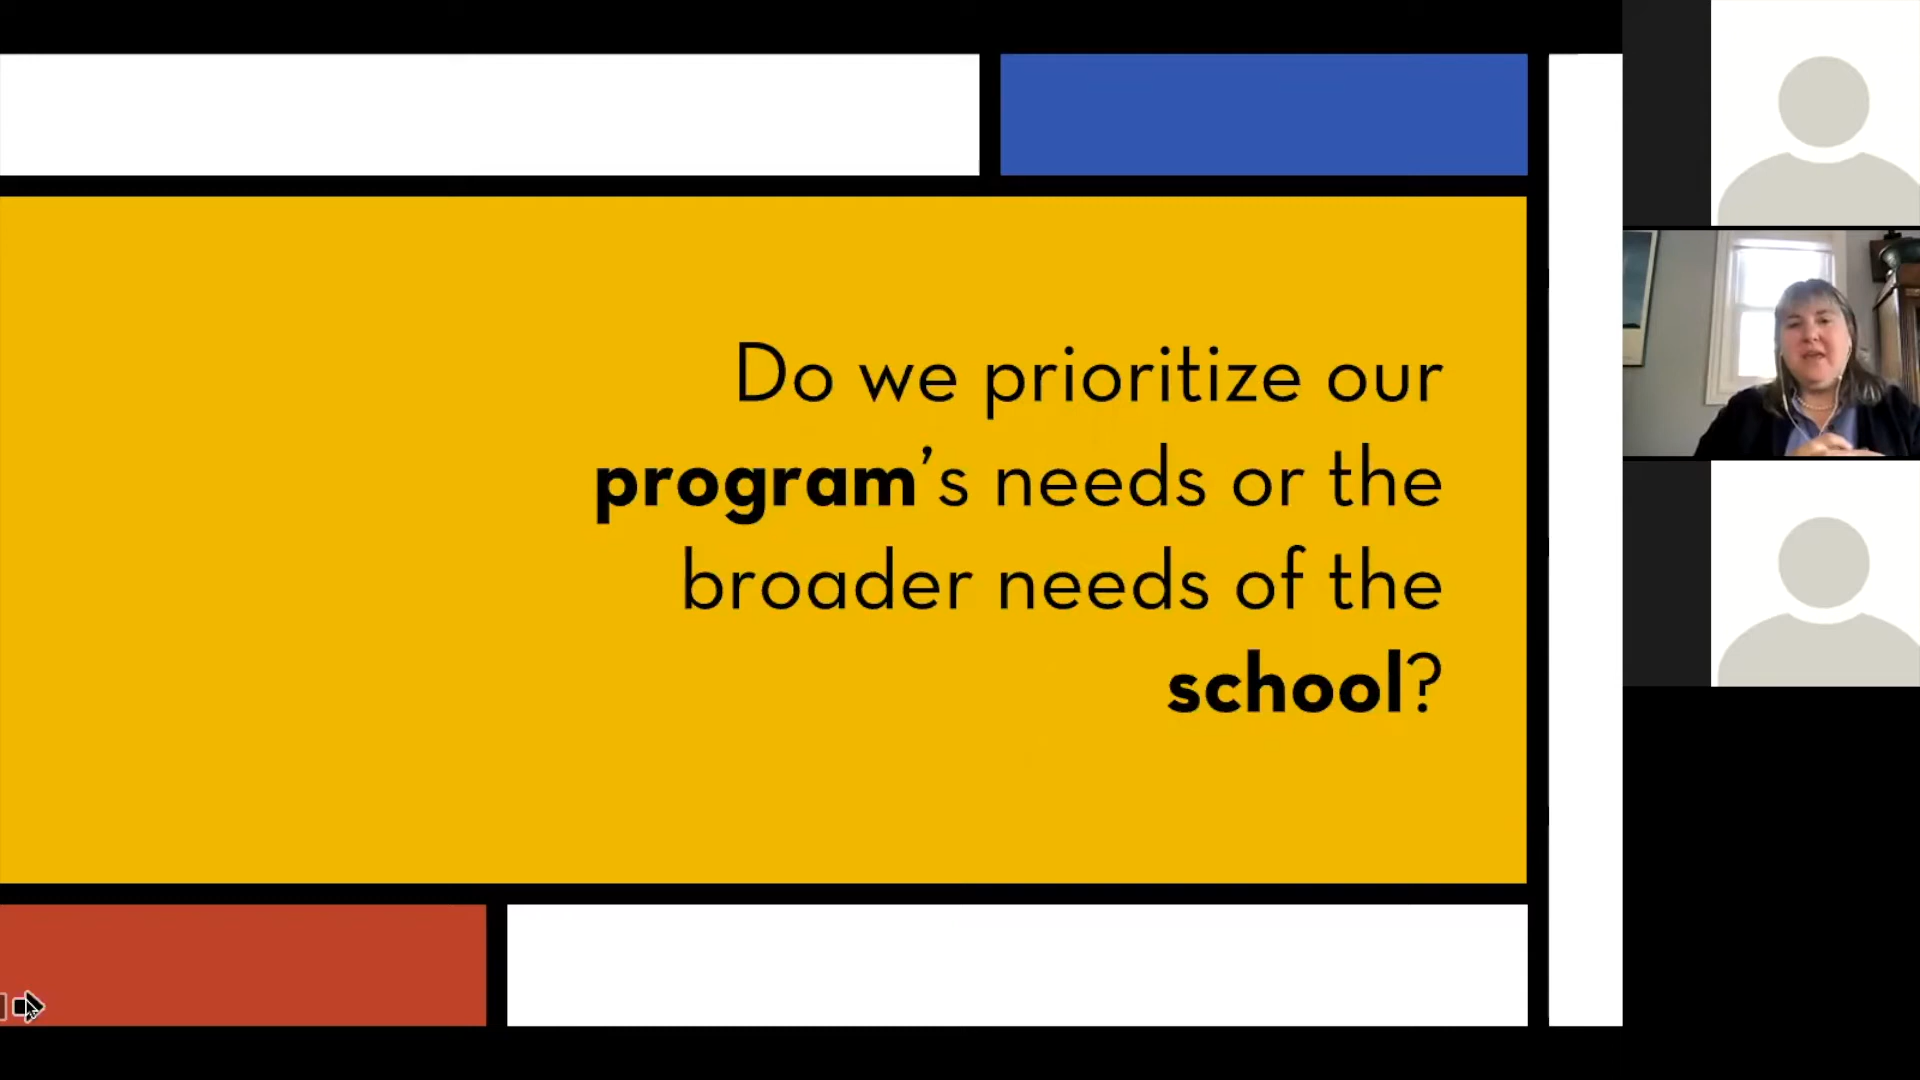 Do we prioritize our
program’s needs or the
broader needs of the
school?